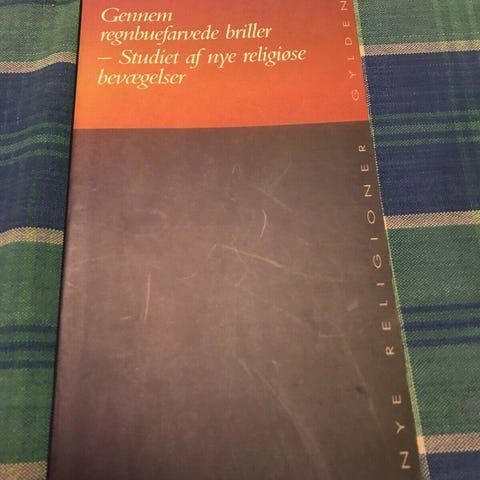 Gennem
regnbuefarvede briller
– Studiet af nye religiøse
bevægelser
NYE RELIGIONER GYLDEN